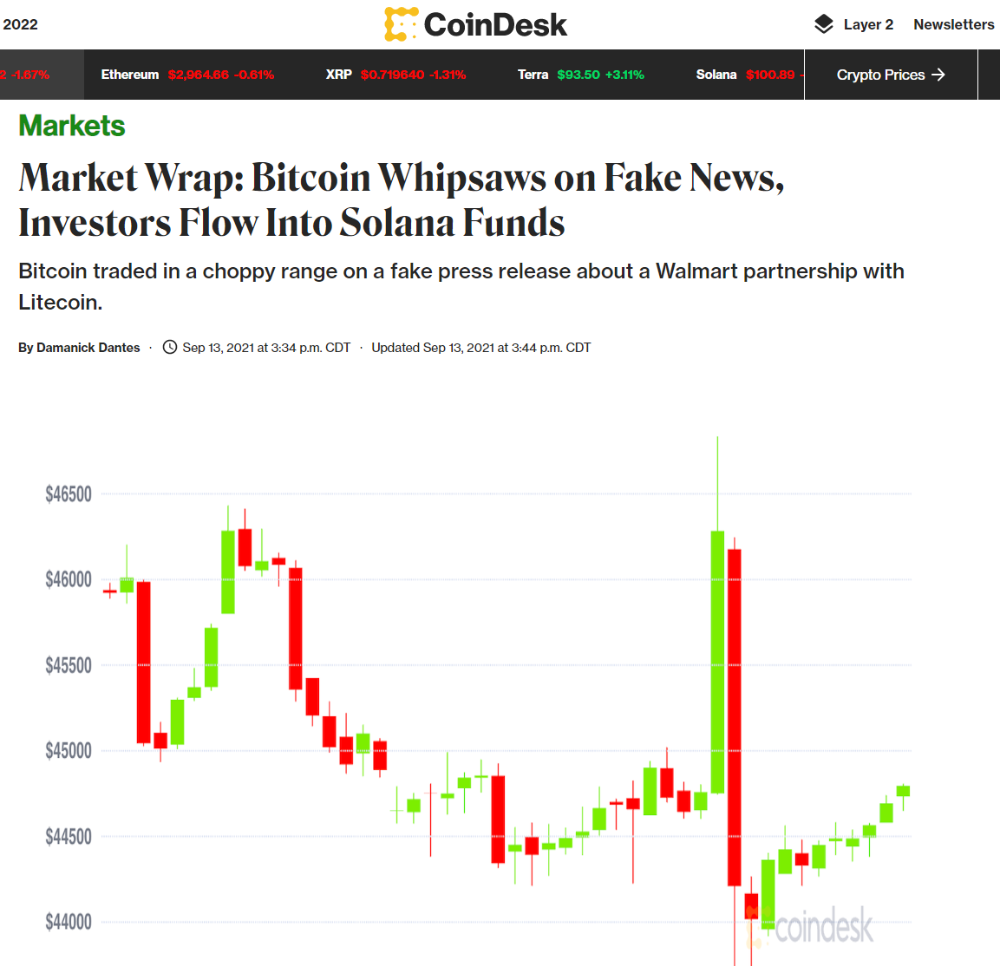 2022
CoinDesk
Layer 2 Newsletters
2 -1.67% Ethereum $2,964.66 -0.61% XRP $0.719640 -1.31% Terra $93.50 +3.11% Solana $100.89 - Crypto Prices →
Markets
Market Wrap: Bitcoin Whipsaws on Fake News,
Investors Flow Into Solana Funds
Bitcoin traded in a choppy range on a fake press release about a Walmart partnership with
Litecoin.
By Damanick Dantes · Sep 13, 2021 at 3:34 p.m. CDT · Updated Sep 13, 2021 at 3:44 p.m. CDT
$46500
$46000
$45500
$45000
$44500
$44000
coindesk